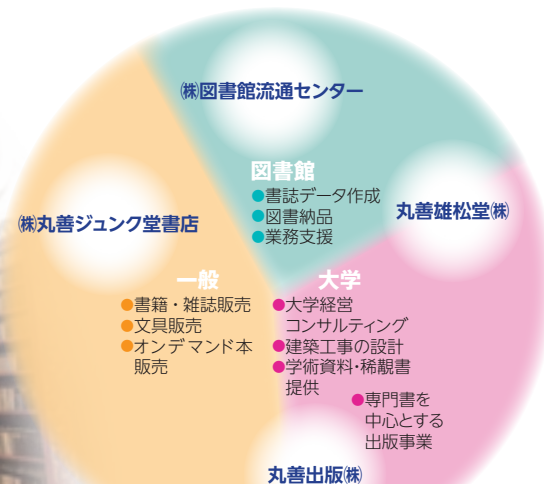 ㈱図書館流通センター
図書館
●書誌データ作成
●図書納品
●業務支援
丸善雄松堂㈱
㈱丸善ジュンク堂書店
一般
●書籍・雑誌販売
●文具販売
●オンデマンド本
販売
大学
●大学経営
コンサルティング
●建築工事の設計
●学術資料・稀覯書
提供
●専門書を
中心とする
出版事業
丸善出版㈱